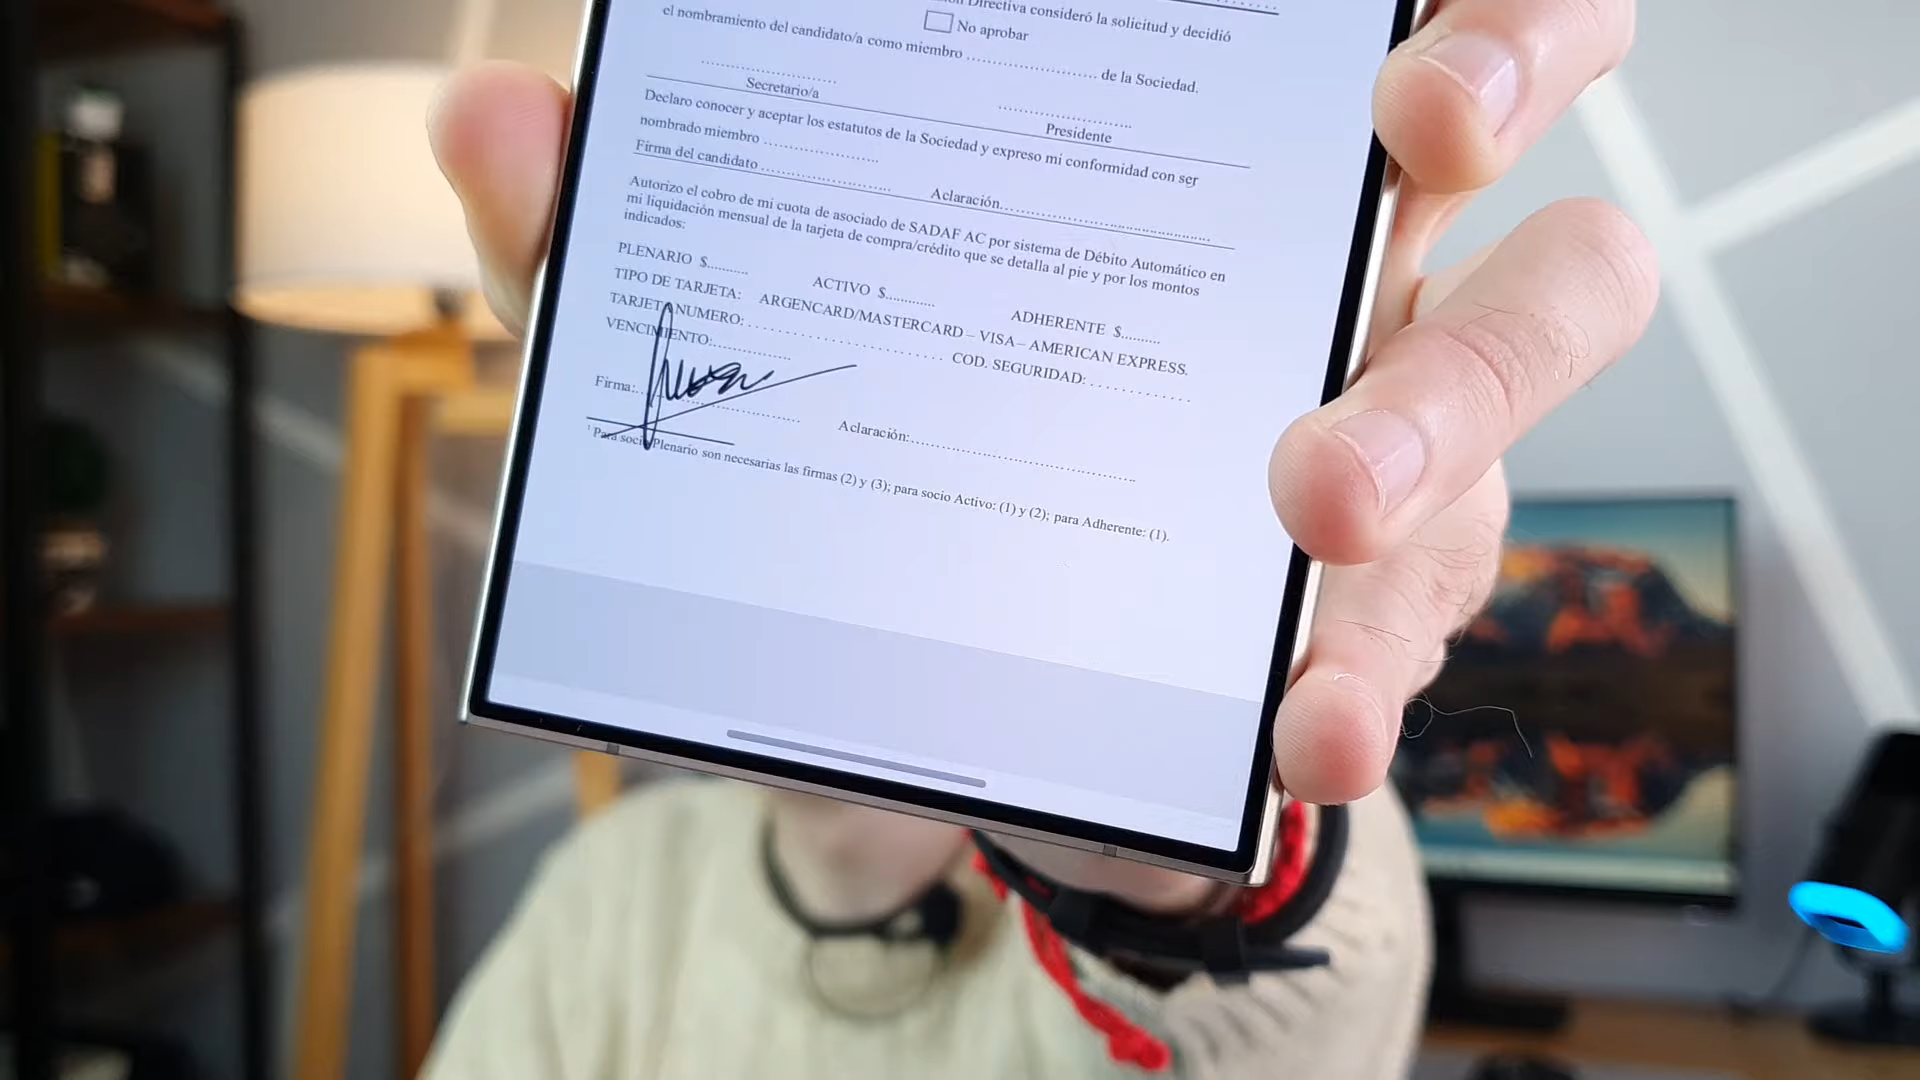 Directiva consideró la solicitud y decidió
No aprobar
el nombramiento del candidato/a como miembro ........................ de la Sociedad.
........................
Secretario/a
........................
Presidente
Declaro conocer y aceptar los estatutos de la Sociedad y expreso mi conformidad con ser
nombrado miembro .....................
Firma del candidato ........................ Aclaración.......................................
Autorizo el cobro de mi cuota de asociado de SADAF AC por sistema de Débito Automático en
mi liquidación mensual de la tarjeta de compra/crédito que se detalla al pie y por los montos
indicados:
PLENARIO $.......... ACTIVO $............ ADHERENTE $.........
TIPO DE TARJETA: ARGENCARD/MASTERCARD – VISA – AMERICAN EXPRESS.
TARJETA NUMERO: .............................. COD. SEGURIDAD: ............
VENCIMIENTO:.................
Firma:........................ Aclaración:.......................................
1 Para socio Plenario son necesarias las firmas (2) y (3); para socio Activo: (1) y (2); para Adherente: (1).